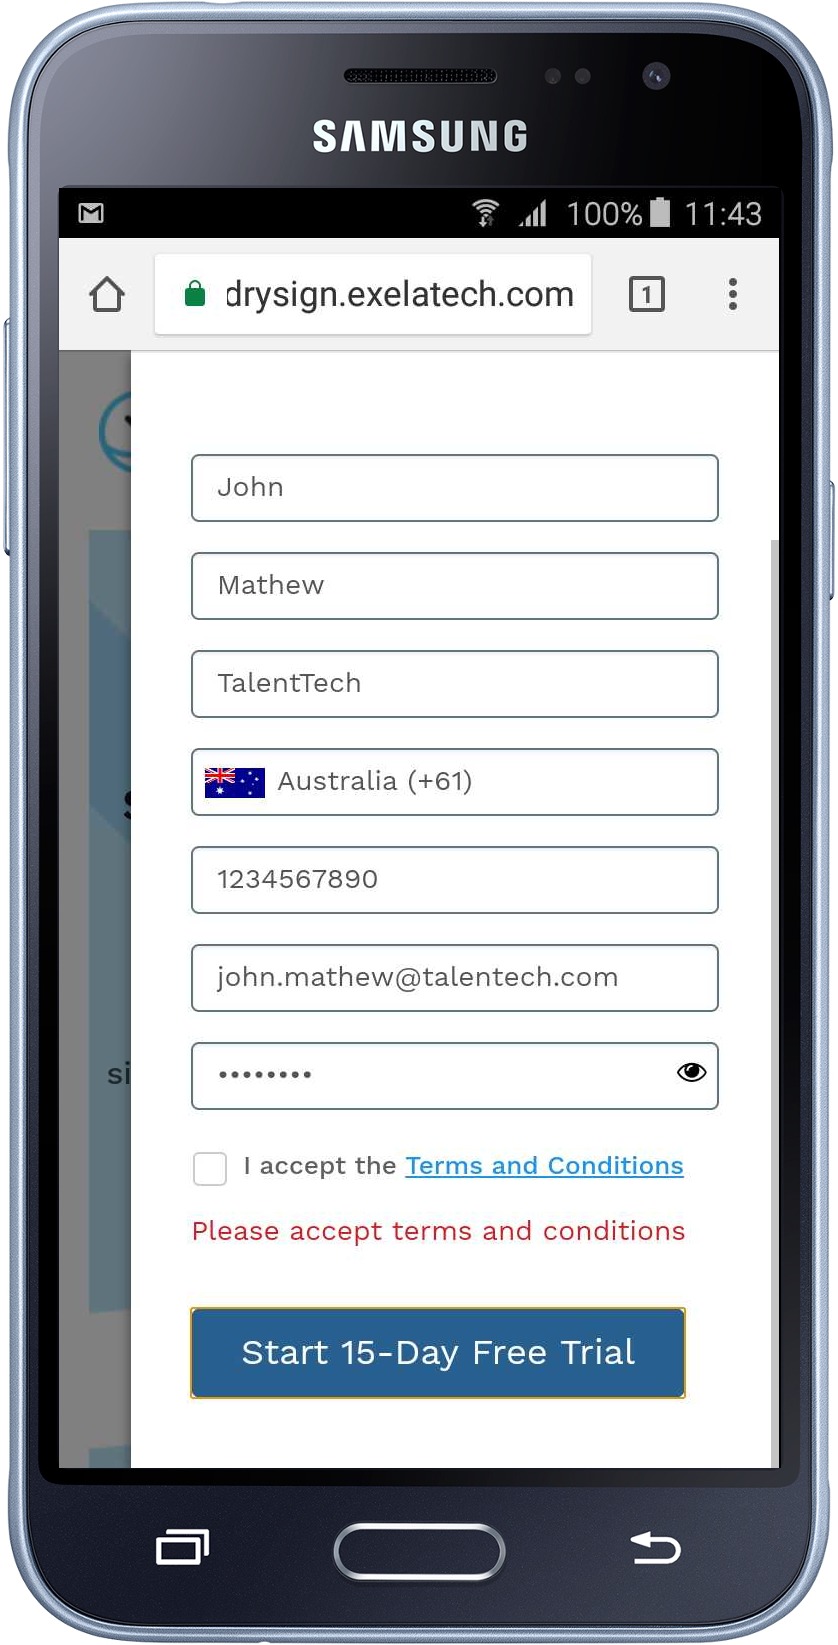 SAMSUNG
100% 11:43
drysign.exelatech.com
1
John
Mathew
TalentTech
Australia (+61)
1234567890
john.mathew@talentech.com
••••••••
si
I accept the Terms and Conditions
Please accept terms and conditions
Start 15-Day Free Trial